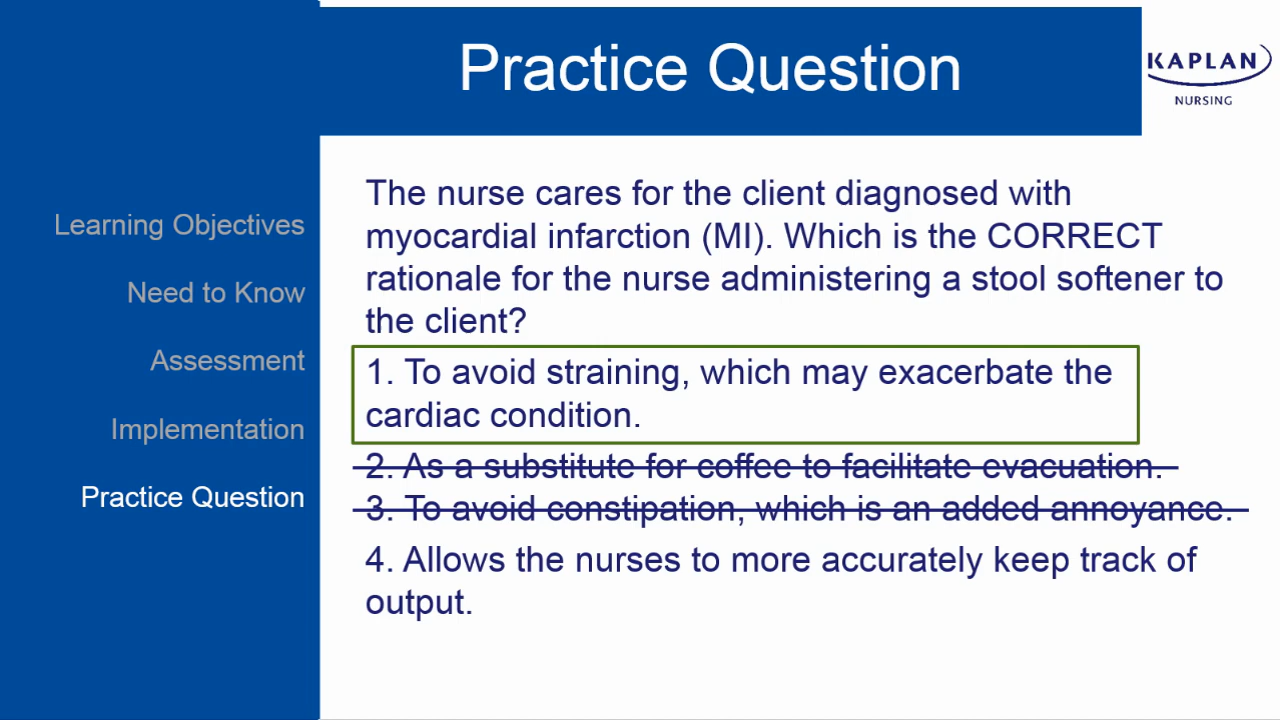 Practice Question
KAPLAN
NURSING
Learning Objectives
Need to Know
Assessment
Implementation
Practice Question
The nurse cares for the client diagnosed with
myocardial infarction (MI). Which is the CORRECT
rationale for the nurse administering a stool softener to
the client?
1. To avoid straining, which may exacerbate the
cardiac condition.
2. As a substitute for coffee to facilitate evacuation.
3. To avoid constipation, which is an added annoyance.
4. Allows the nurses to more accurately keep track of
output.